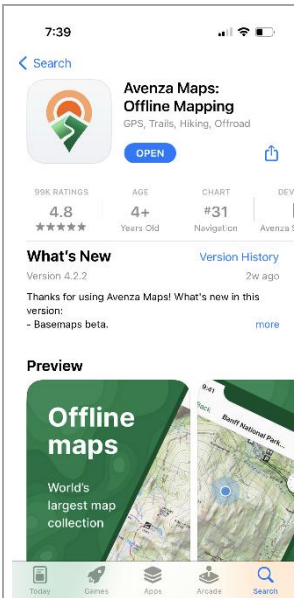 7:39
Search
Avenza Maps:
Offline Mapping
GPS, Trails, Hiking, Offroad
OPEN
99K RATINGS AGE CHART DEV
4.8 4+ #31
★★★★★ Years Old Navigation Avenza S
What's New Version History
Version 4.2.2 2w ago
Thanks for using Avenza Maps! What's new in this
version:
- Basemaps beta. more
Preview
Offline
maps
World's
largest map
collection
9:41
Back Banff National Park...
Today Games Apps Arcade Search